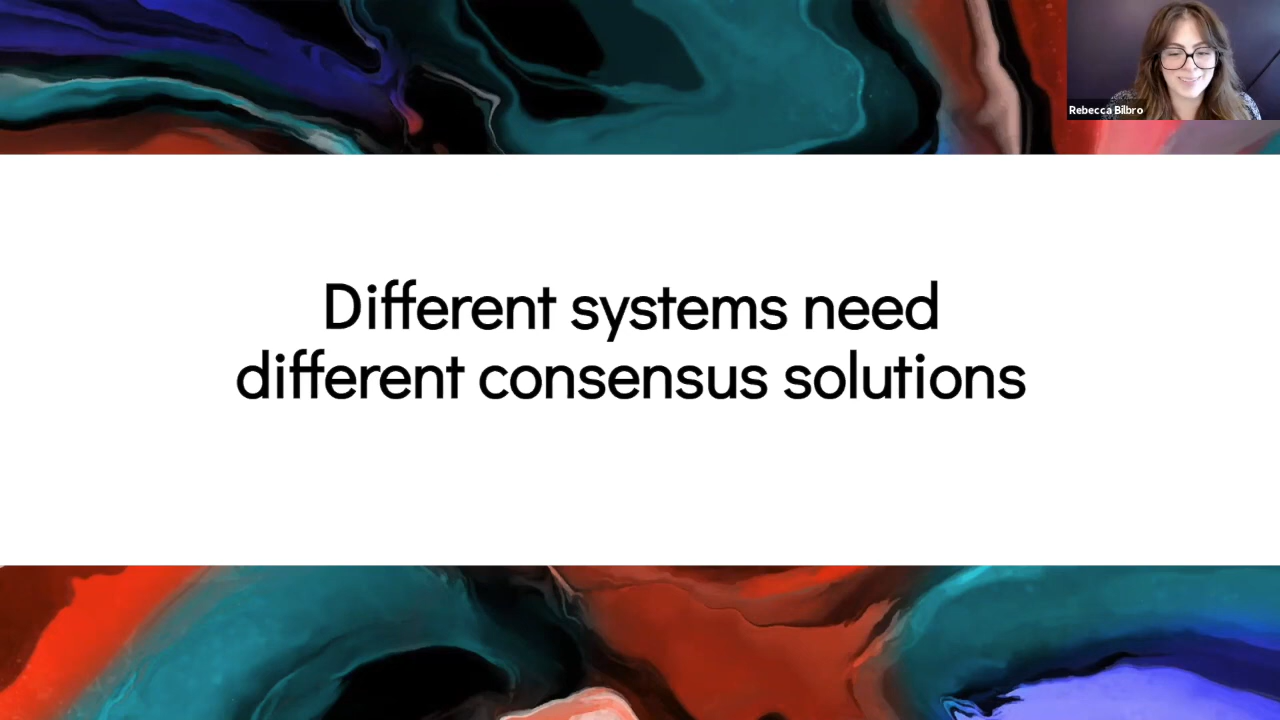 Rebecca Bilbro
Different systems need
different consensus solutions